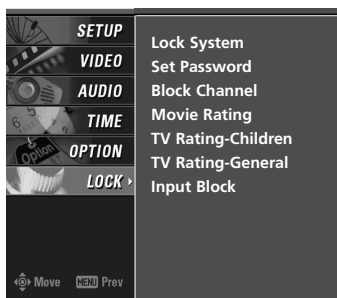 SETUP
VIDEO
AUDIO
TIME
OPTION
LOCK
Move MENU Prev
Lock System
Set Password
Block Channel
Movie Rating
TV Rating-Children
TV Rating-General
Input Block